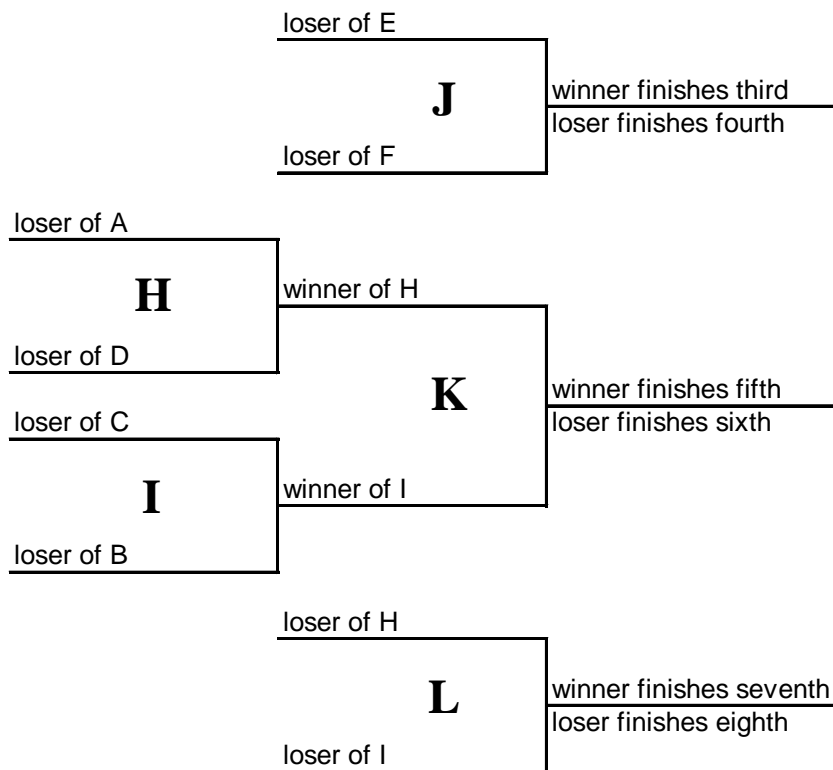 loser of E
J
winner finishes third
loser finishes fourth
loser of F
loser of A
H
winner of H
loser of D
K
winner finishes fifth
loser finishes sixth
loser of C
I
winner of I
loser of B
loser of H
L
winner finishes seventh
loser finishes eighth
loser of I